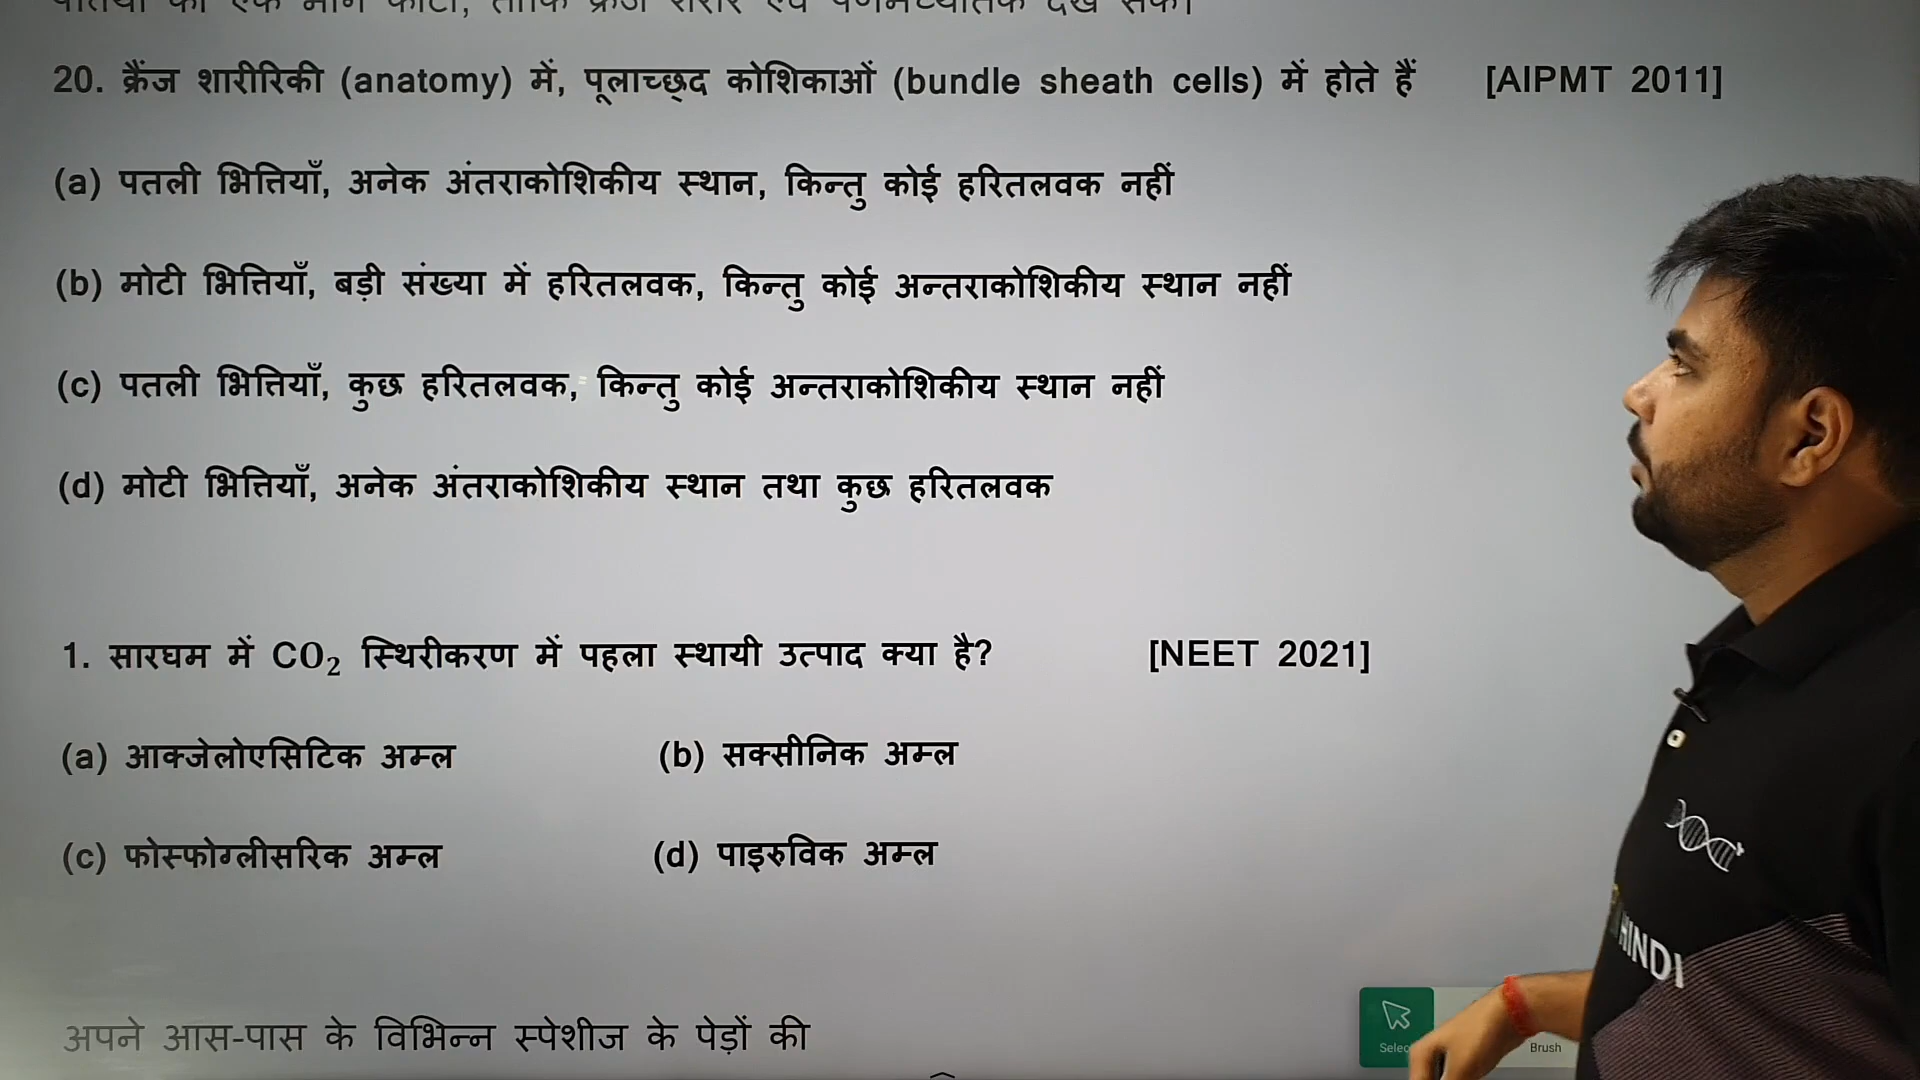 20. क्रैंज शारीरिकी (anatomy) में, पूलाच्छ्द कोशिकाओं (bundle sheath cells) में होते हैं [AIPMT 2011]
(a) पतली भित्तियाँ, अनेक अंतराकोशिकीय स्थान, किन्तु कोई हरितलवक नहीं
(b) मोटी भित्तियाँ, बड़ी संख्या में हरितलवक, किन्तु कोई अन्तराकोशिकीय स्थान नहीं
(c) पतली भित्तियाँ, कुछ हरितलवक, किन्तु कोई अन्तराकोशिकीय स्थान नहीं
(d) मोटी भित्तियाँ, अनेक अंतराकोशिकीय स्थान तथा कुछ हरितलवक
1. सारघम में CO₂ स्थिरीकरण में पहला स्थायी उत्पाद क्या है? [NEET 2021]
(a) आक्जेलोएसिटिक अम्ल (b) सक्सीनिक अम्ल
(c) फोस्फोग्लीसरिक अम्ल (d) पाइरुविक अम्ल
HINDI
अपने आस-पास के विभिन्न स्पेशीज के पेड़ों की
Brush